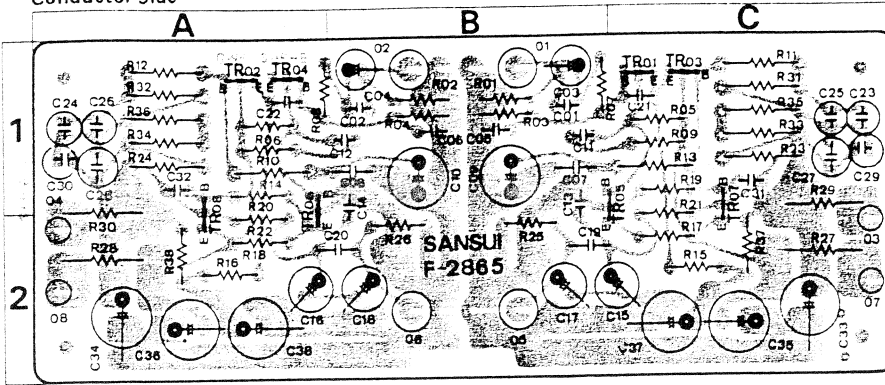 Conductor side
A B C
1
2
O2 O1
R12 TR02 TR04 C04 R02 R01 C03 TR01 TR03 R11
R32 R08 C02 R04 R03 C01 R07 C21 R31
C24 C26 R36 C22 C06 C05 R05 R35 C25 C23
R34 R06 C12 C11 R09 R33
R24 R10 C08 C10 C09 C07 R13 R23
C30 C28 C32 R14 R19 C31 C27 C29
O4 R30 TR08 R20 TR06 C14 C13 TR05 R21 TR07 R29
R28 R38 R22 C20 R26 SANSUI R25 C19 R17 R37 R27 O3
R18 F-2865
R16 R15
O8 C16 C18 C17 C15 O7
C34 C36 C38 O6 O5 C37 C35 C33